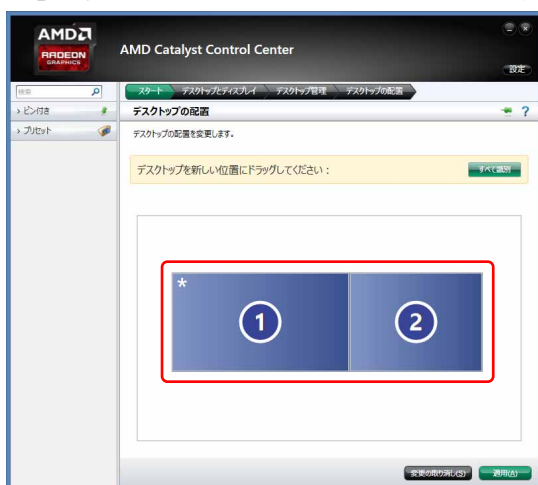 AMD
RADEON
GRAPHICS
AMD Catalyst Control Center
設定
検索
スタート
デスクトップとディスプレイ
デスクトップ管理
デスクトップの配置
ピン付き
プリセット
デスクトップの配置
?
デスクトップの配置を変更します。
デスクトップを新しい位置にドラッグしてください：
すべて識別
*
1
2
変更の取り消し(S)
適用(A)